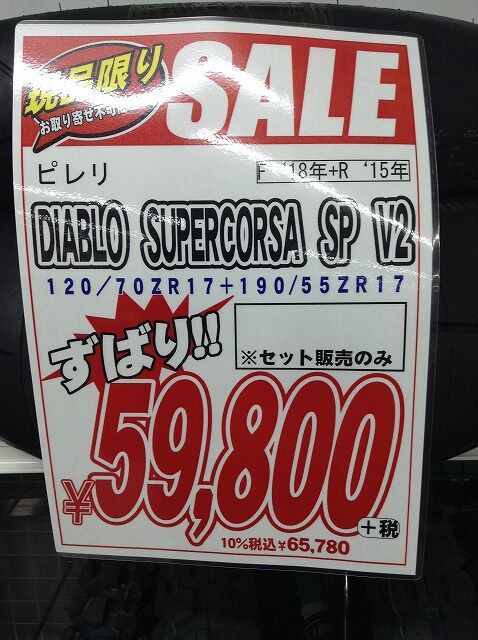 現品限り
お取り寄せ不可
SALE
ピレリ
F '18年+R '15年
DIABLO SUPERCORSA SP V2
120/70ZR17+190/55ZR17
ずばり!!
※セット販売のみ
¥59,800
+税
10%税込¥65,780